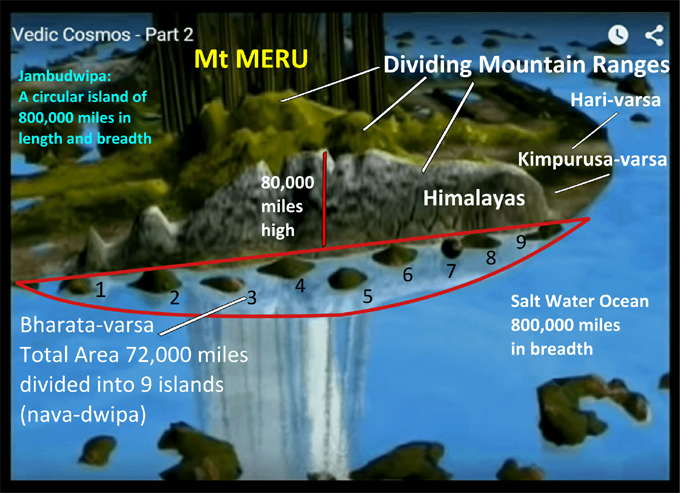 Vedic Cosmos - Part 2
Mt MERU
Dividing Mountain Ranges
Jambudwipa:
A circular island of
800,000 miles in
length and breadth
Hari-varsa
Kimpurusa-varsa
80,000
miles
high
Himalayas
1
2
3
4
5
6
7
8
9
Bharata-varsa
Total Area 72,000 miles
divided into 9 islands
(nava-dwipa)
Salt Water Ocean
800,000 miles
in breadth